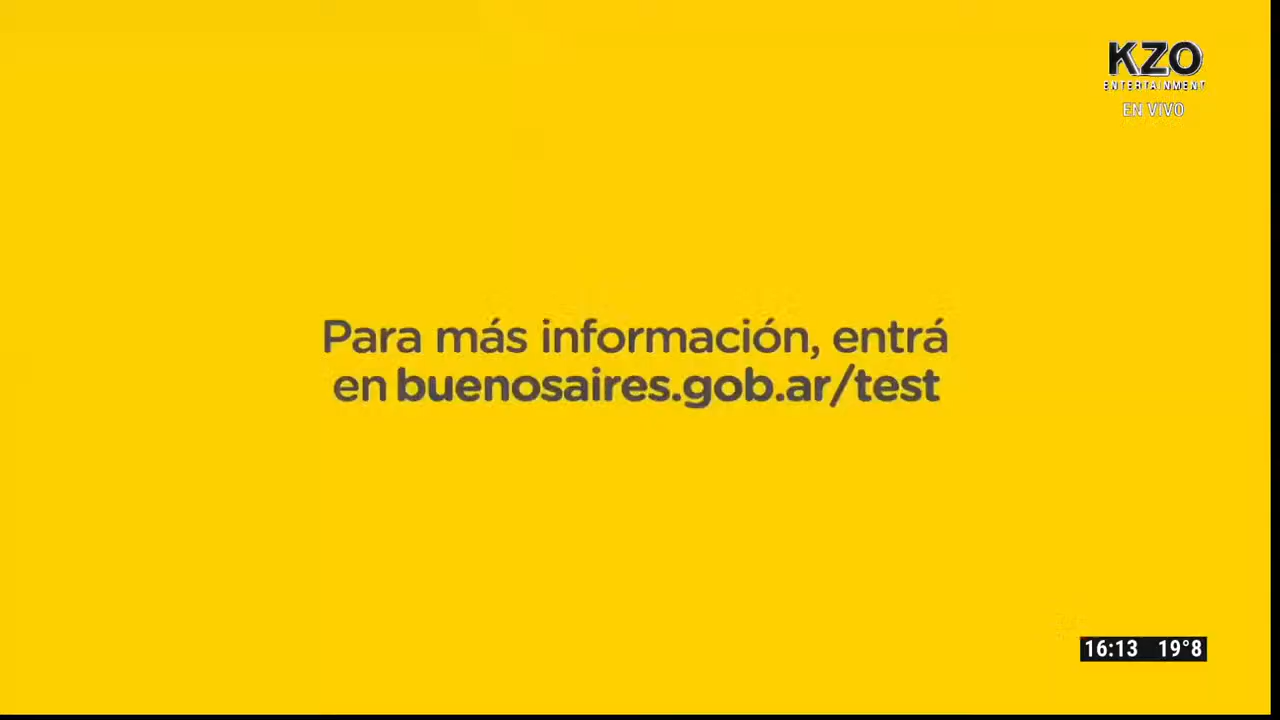 KZO
ENTERTAINMENT
EN VIVO
Para más información, entrá
en buenosaires.gob.ar/test
16:13 19°8